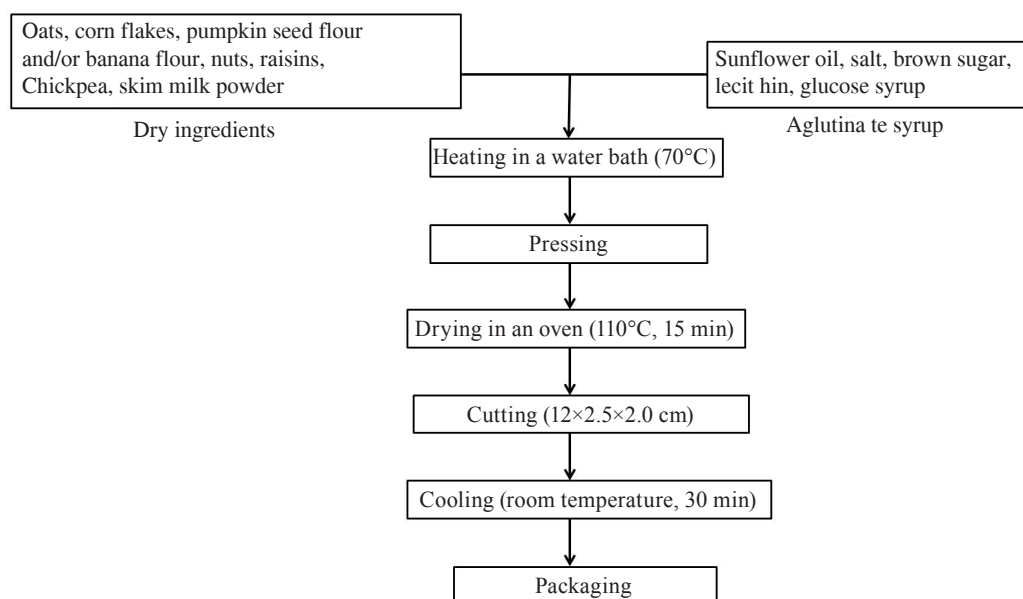 Oats, corn flakes, pumpkin seed flour
and/or banana flour, nuts, raisins,
Chickpea, skim milk powder
Dry ingredients
Sunflower oil, salt, brown sugar,
lecit hin, glucose syrup
Aglutina te syrup
Heating in a water bath (70°C)
Pressing
Drying in an oven (110°C, 15 min)
Cutting (12×2.5×2.0 cm)
Cooling (room temperature, 30 min)
Packaging